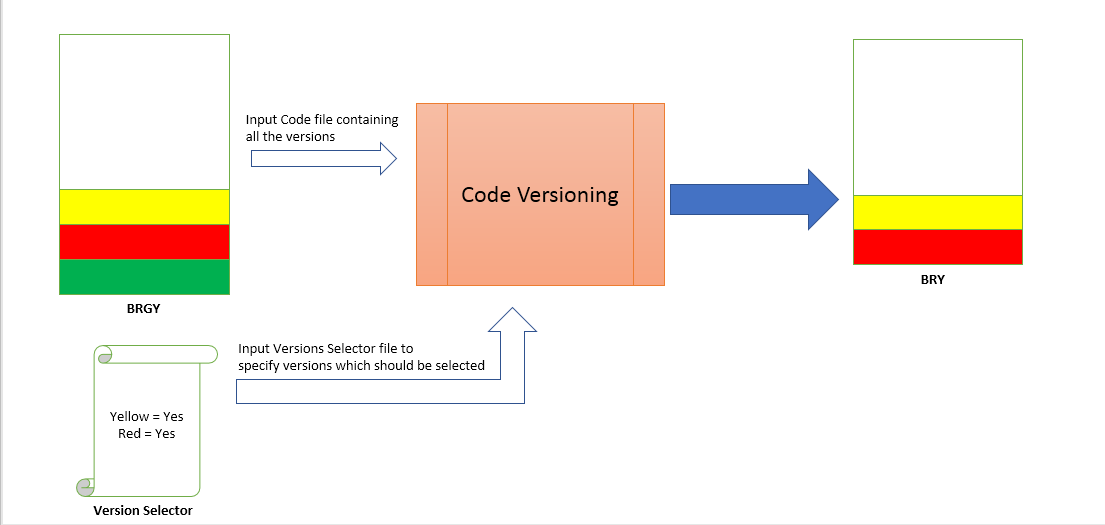 Input Code file containing
all the versions
Code Versioning
BRGY
BRY
Input Versions Selector file to
specify versions which should be selected
Yellow = Yes
Red = Yes
Version Selector